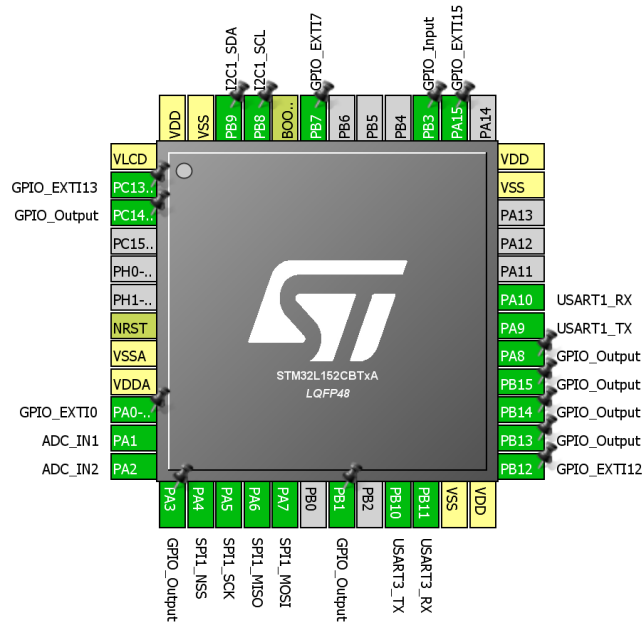 I2C1_SDA
I2C1_SCL
GPIO_EXTI7
GPIO_Input
GPIO_EXTI15
VDD
VSS
PB9
PB8
BOO..
PB7
PB6
PB5
PB4
PB3
PA15
PA14
VLCD
GPIO_EXTI13 PC13..
GPIO_Output PC14..
PC15..
PH0-..
PH1-..
NRST
VSSA
VDDA
GPIO_EXTI0 PA0-..
ADC_IN1 PA1
ADC_IN2 PA2
VDD
VSS
PA13
PA12
PA11
PA10 USART1_RX
PA9 USART1_TX
PA8 GPIO_Output
PB15 GPIO_Output
PB14 GPIO_Output
PB13 GPIO_Output
PB12 GPIO_EXTI12
ST
STM32L152CBTxA
LQFP48
PA3
PA4
PA5
PA6
PA7
PB0
PB1
PB2
PB10
PB11
VSS
VDD
GPIO_Output
SPI1_NSS
SPI1_SCK
SPI1_MISO
SPI1_MOSI
GPIO_Output
USART3_TX
USART3_RX